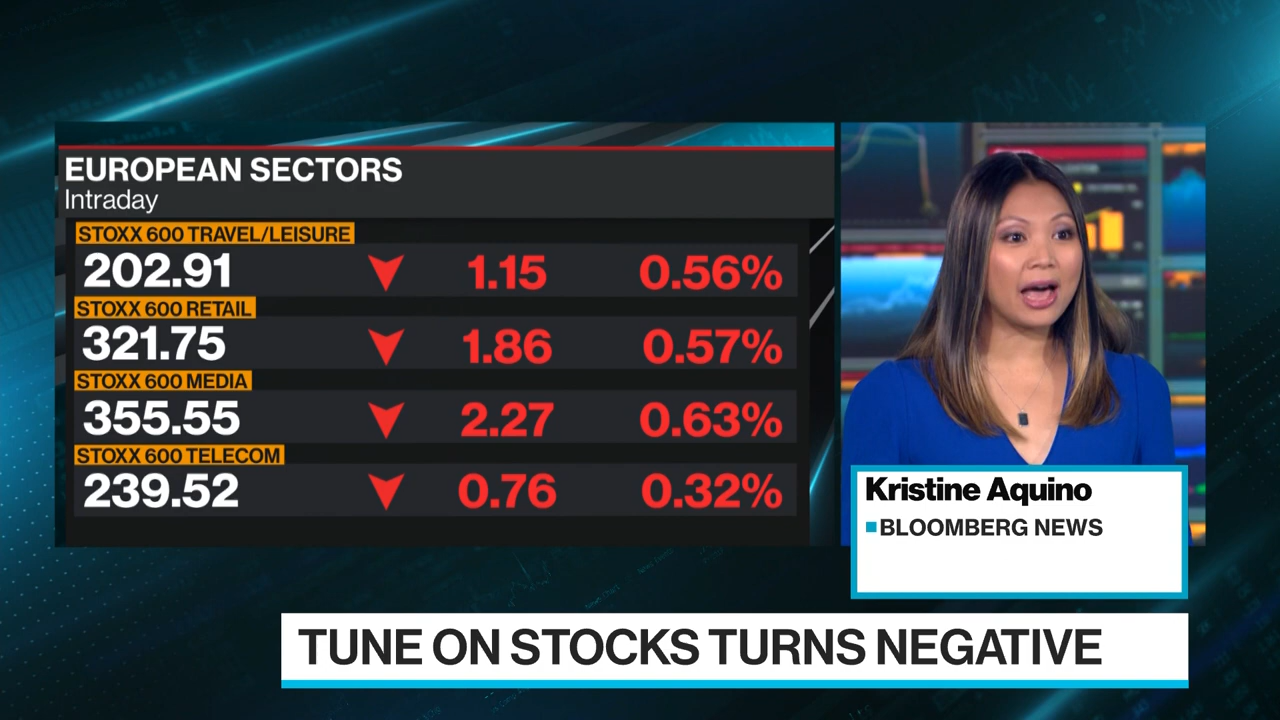 EUROPEAN SECTORS
Intraday
STOXX 600 TRAVEL/LEISURE
202.91 1.15 0.56%
STOXX 600 RETAIL
321.75 1.86 0.57%
STOXX 600 MEDIA
355.55 2.27 0.63%
STOXX 600 TELECOM
239.52 0.76 0.32%
Kristine Aquino
BLOOMBERG NEWS
TUNE ON STOCKS TURNS NEGATIVE